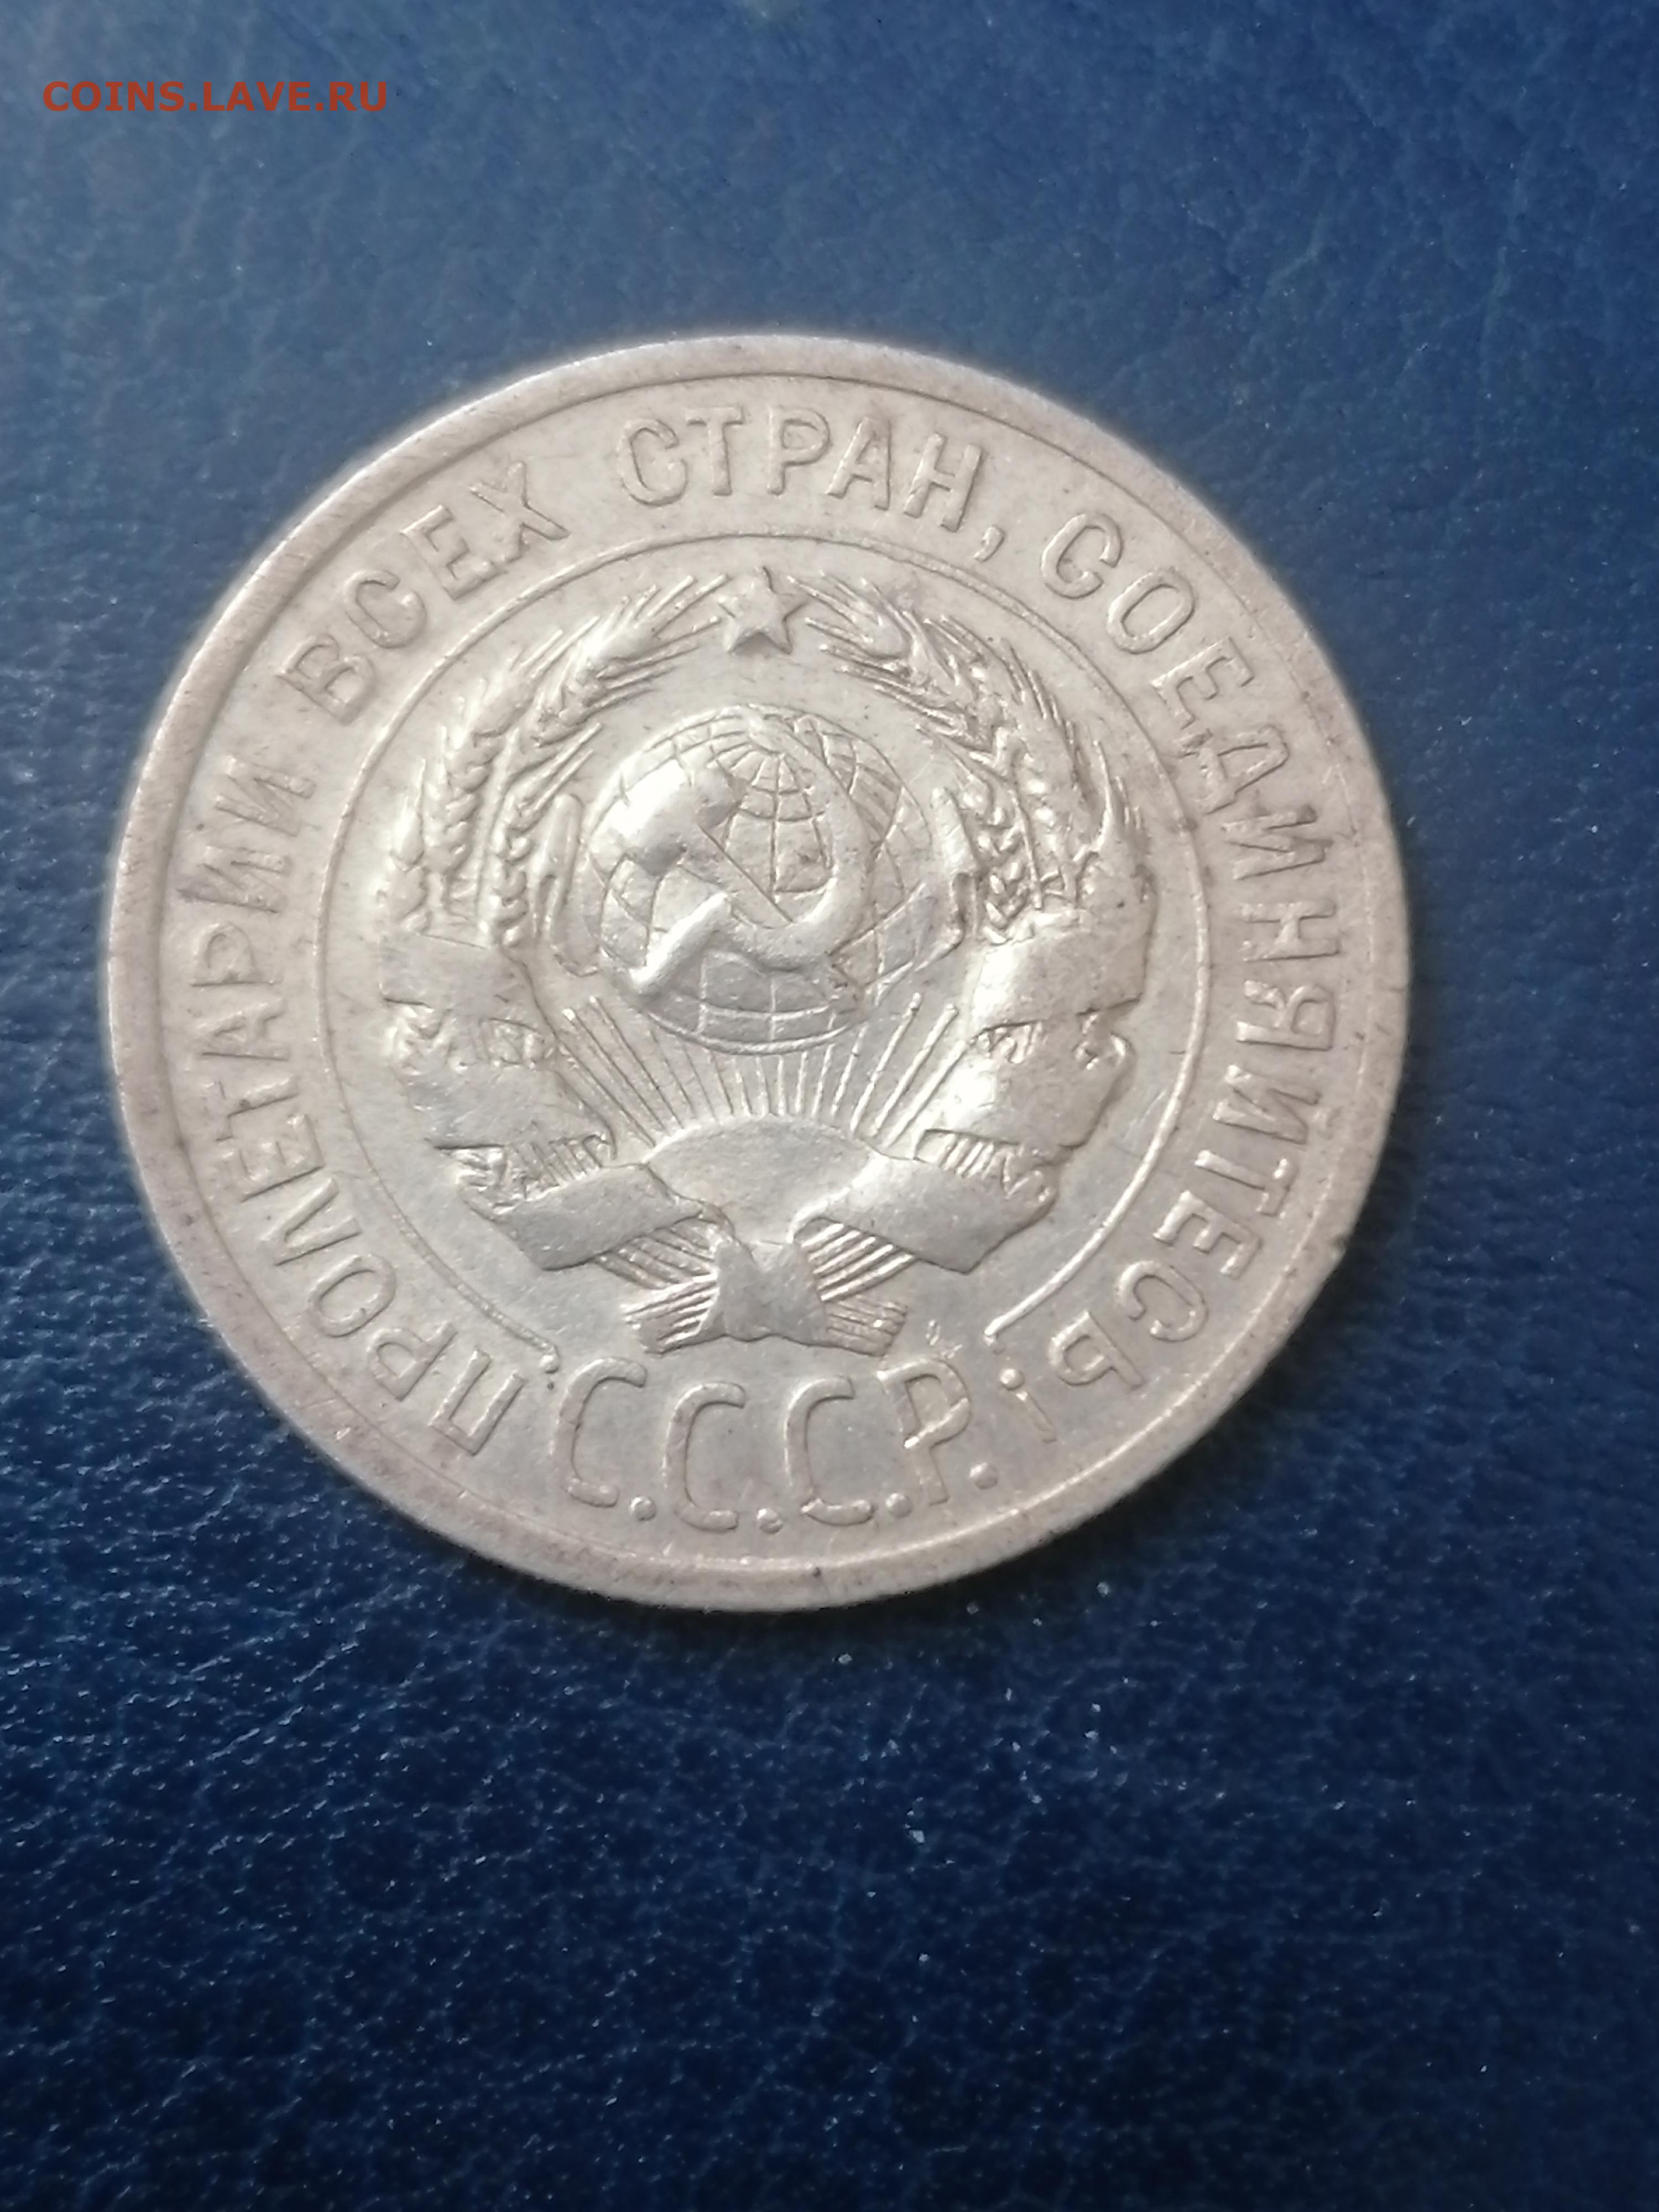 COINS.LAVE.RU
ПРОЛЕТАРИИ ВСЕХ СТРАН, СОЕДИНЯЙТЕСЬ!
С.С.С.Р.